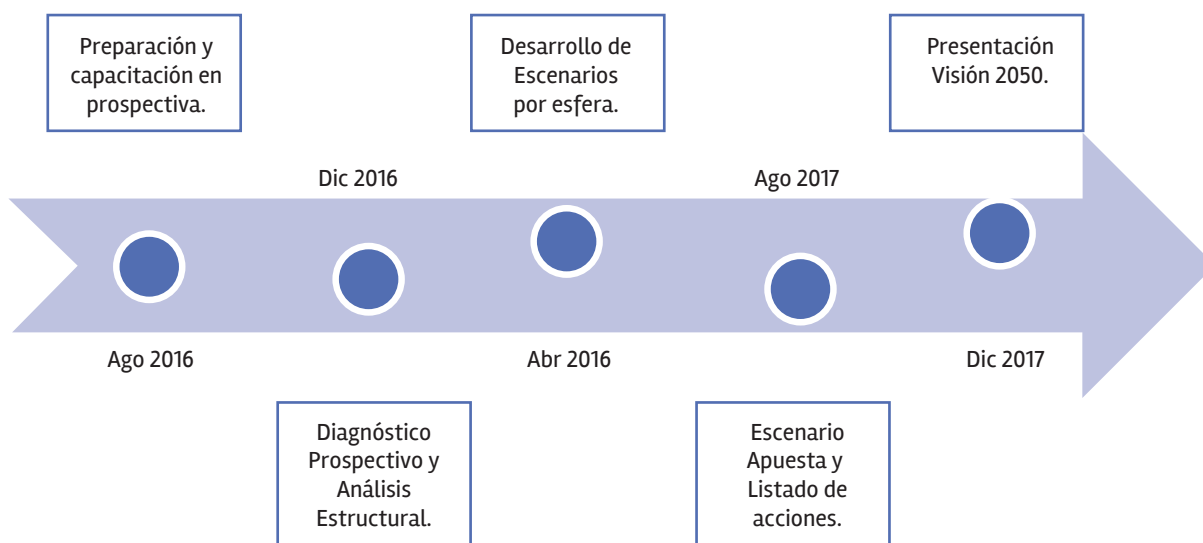 Preparación y
capacitación en
prospectiva.
Desarrollo de
Escenarios
por esfera.
Presentación
Visión 2050.
Dic 2016
Ago 2017
Ago 2016
Abr 2016
Dic 2017
Diagnóstico
Prospectivo y
Análisis
Estructural.
Escenario
Apuesta y
Listado de
acciones.